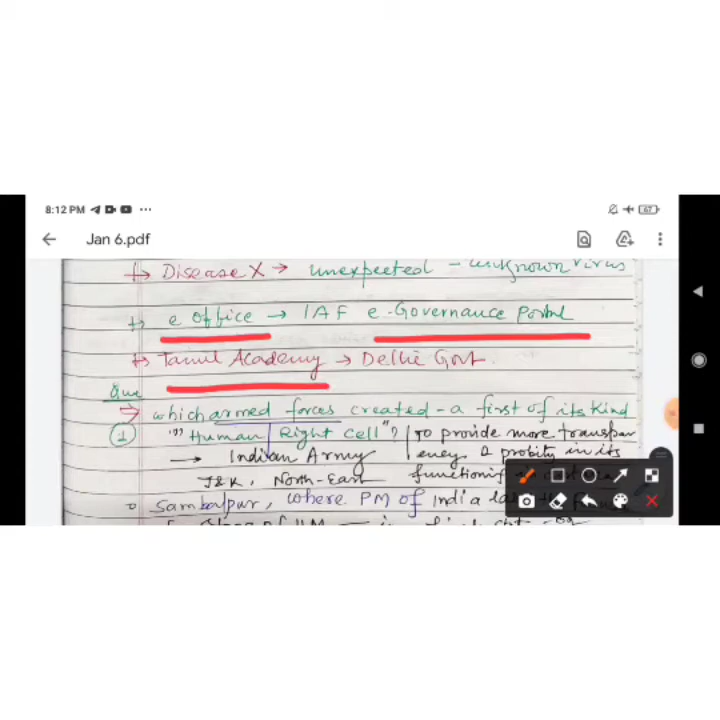 8:12 PM ... 67
Jan 6.pdf
↳ Disease X → unexpected - unknown virus
↳ e office → IAF e-Governance Portal
↳ Tamil Academy → Delhi Govt.
Que
→ which armed forces created - a first of its kind
① "Human Right Cell"? To provide more transpar
→ Indian Army ency & probity in its
J&K, North-East functioning
○ Sambalpur, where PM of India